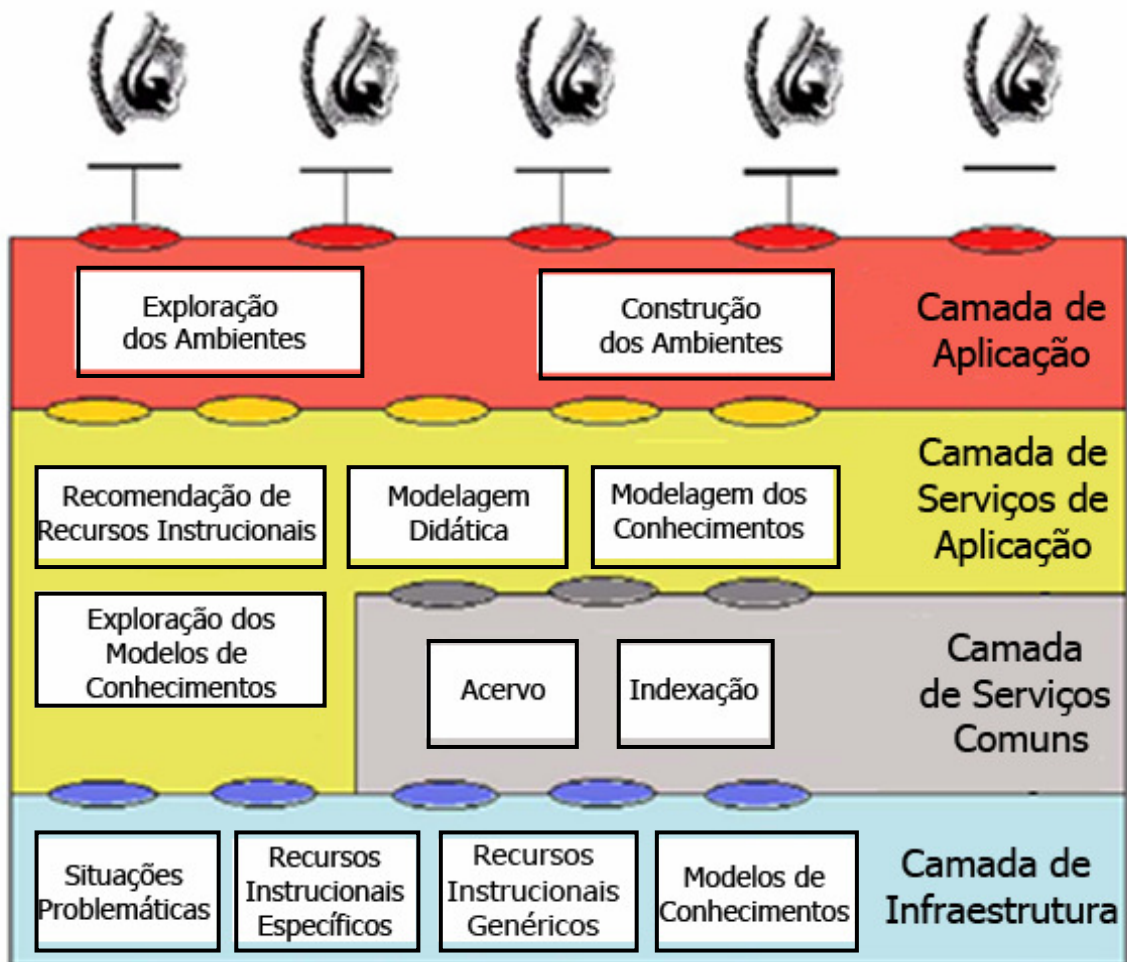 Exploração
dos Ambientes
Construção
dos Ambientes
Camada de
Aplicação
Recomendação de
Recursos Instrucionais
Modelagem
Didática
Modelagem dos
Conhecimentos
Camada de
Serviços de
Aplicação
Exploração dos
Modelos de
Conhecimentos
Acervo
Indexação
Camada
de Serviços
Comuns
Situações
Problemáticas
Recursos
Instrucionais
Específicos
Recursos
Instrucionais
Genéricos
Modelos de
Conhecimentos
Camada de
Infraestrutura